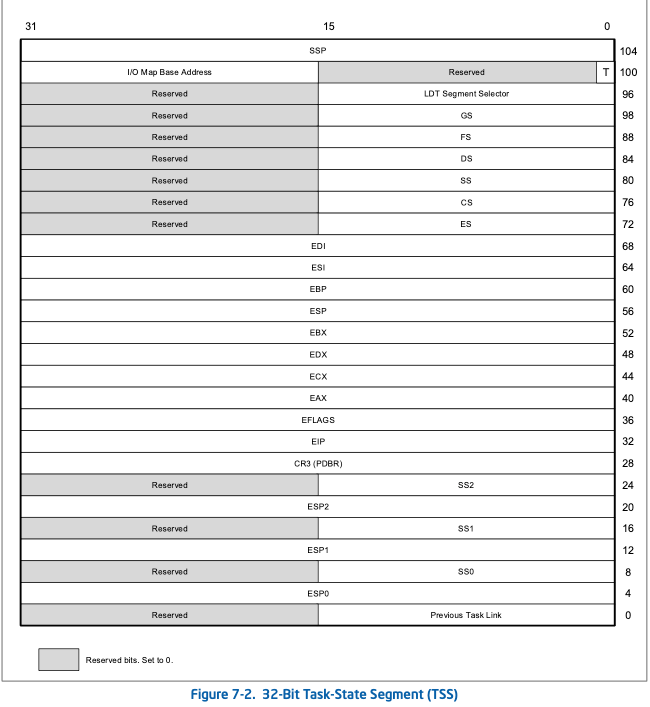 31 15 0
SSP 104
I/O Map Base Address Reserved T 100
Reserved LDT Segment Selector 96
Reserved GS 98
Reserved FS 88
Reserved DS 84
Reserved SS 80
Reserved CS 76
Reserved ES 72
EDI 68
ESI 64
EBP 60
ESP 56
EBX 52
EDX 48
ECX 44
EAX 40
EFLAGS 36
EIP 32
CR3 (PDBR) 28
Reserved SS2 24
ESP2 20
Reserved SS1 16
ESP1 12
Reserved SS0 8
ESP0 4
Reserved Previous Task Link 0
Reserved bits. Set to 0.
Figure 7-2. 32-Bit Task-State Segment (TSS)